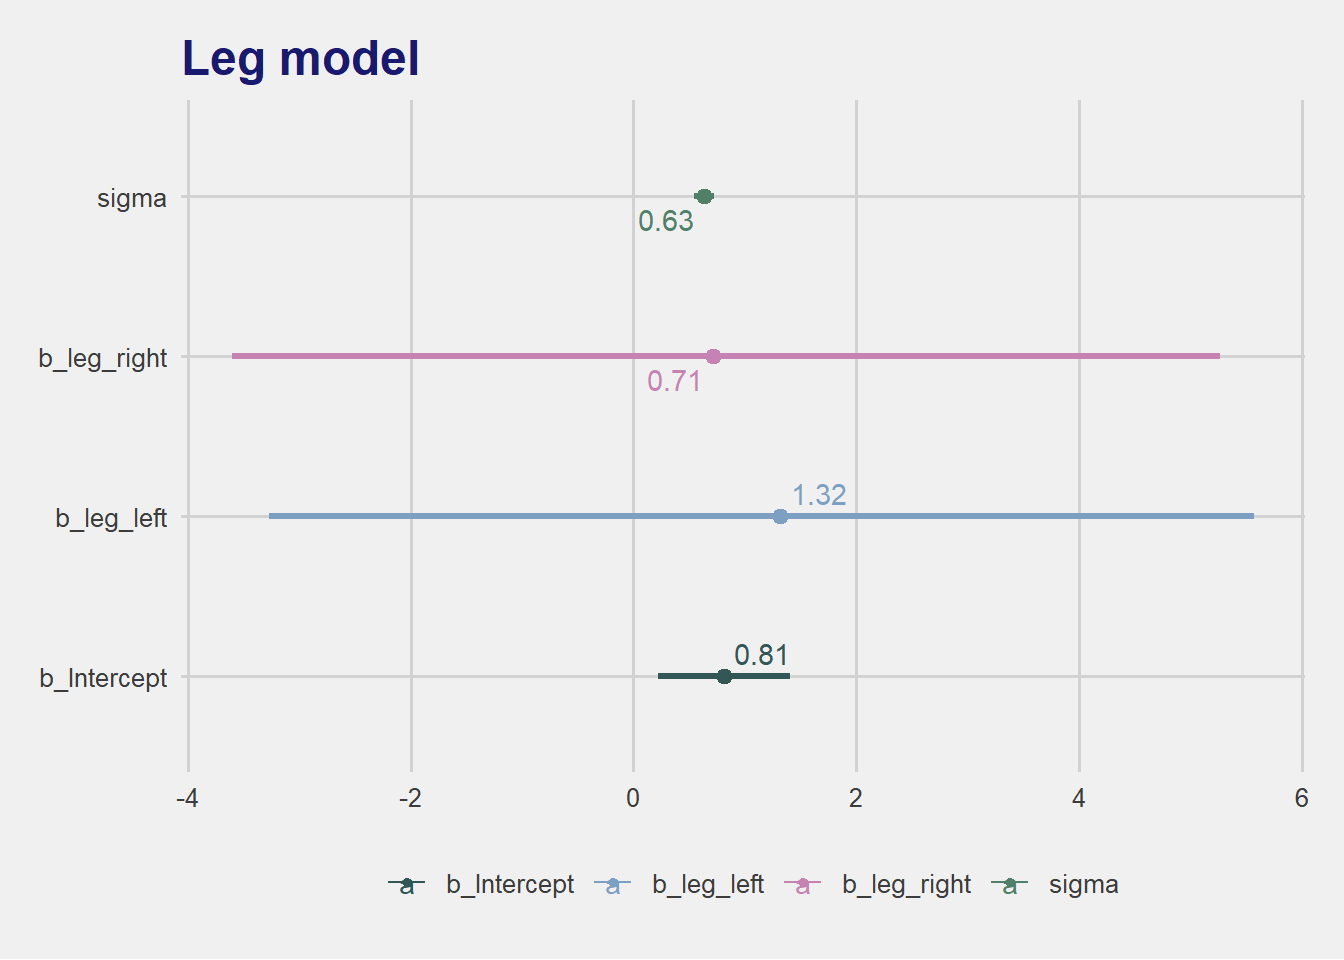 Leg model
sigma
0.63
b_leg_right
0.71
1.32
b_leg_left
0.81
b_Intercept
-4 -2 0 2 4 6
a b_Intercept a b_leg_left a b_leg_right a sigma